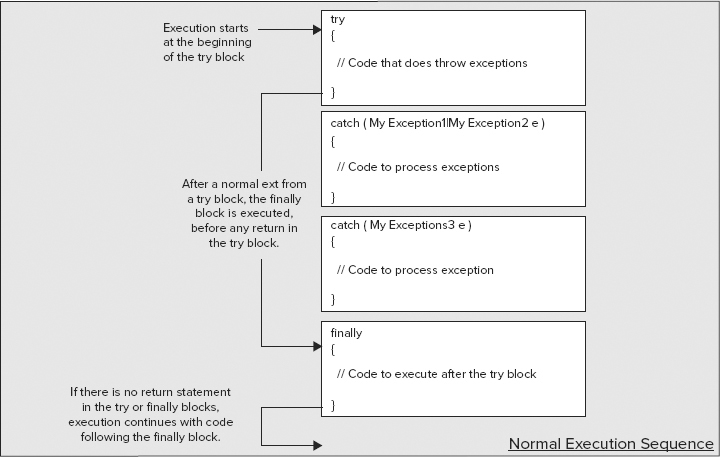 Execution starts
at the beginning
of the try block
try
{
// Code that does throw exceptions
}
catch ( My Exception1|My Exception2 e )
{
// Code to process exceptions
}
After a normal ext from
a try block, the finally
block is executed,
before any return in
the try block.
catch ( My Exceptions3 e )
{
// Code to process exception
}
finally
{
// Code to execute after the try block
}
If there is no return statement
in the try or finally blocks,
execution continues with code
following the finally block.
Normal Execution Sequence